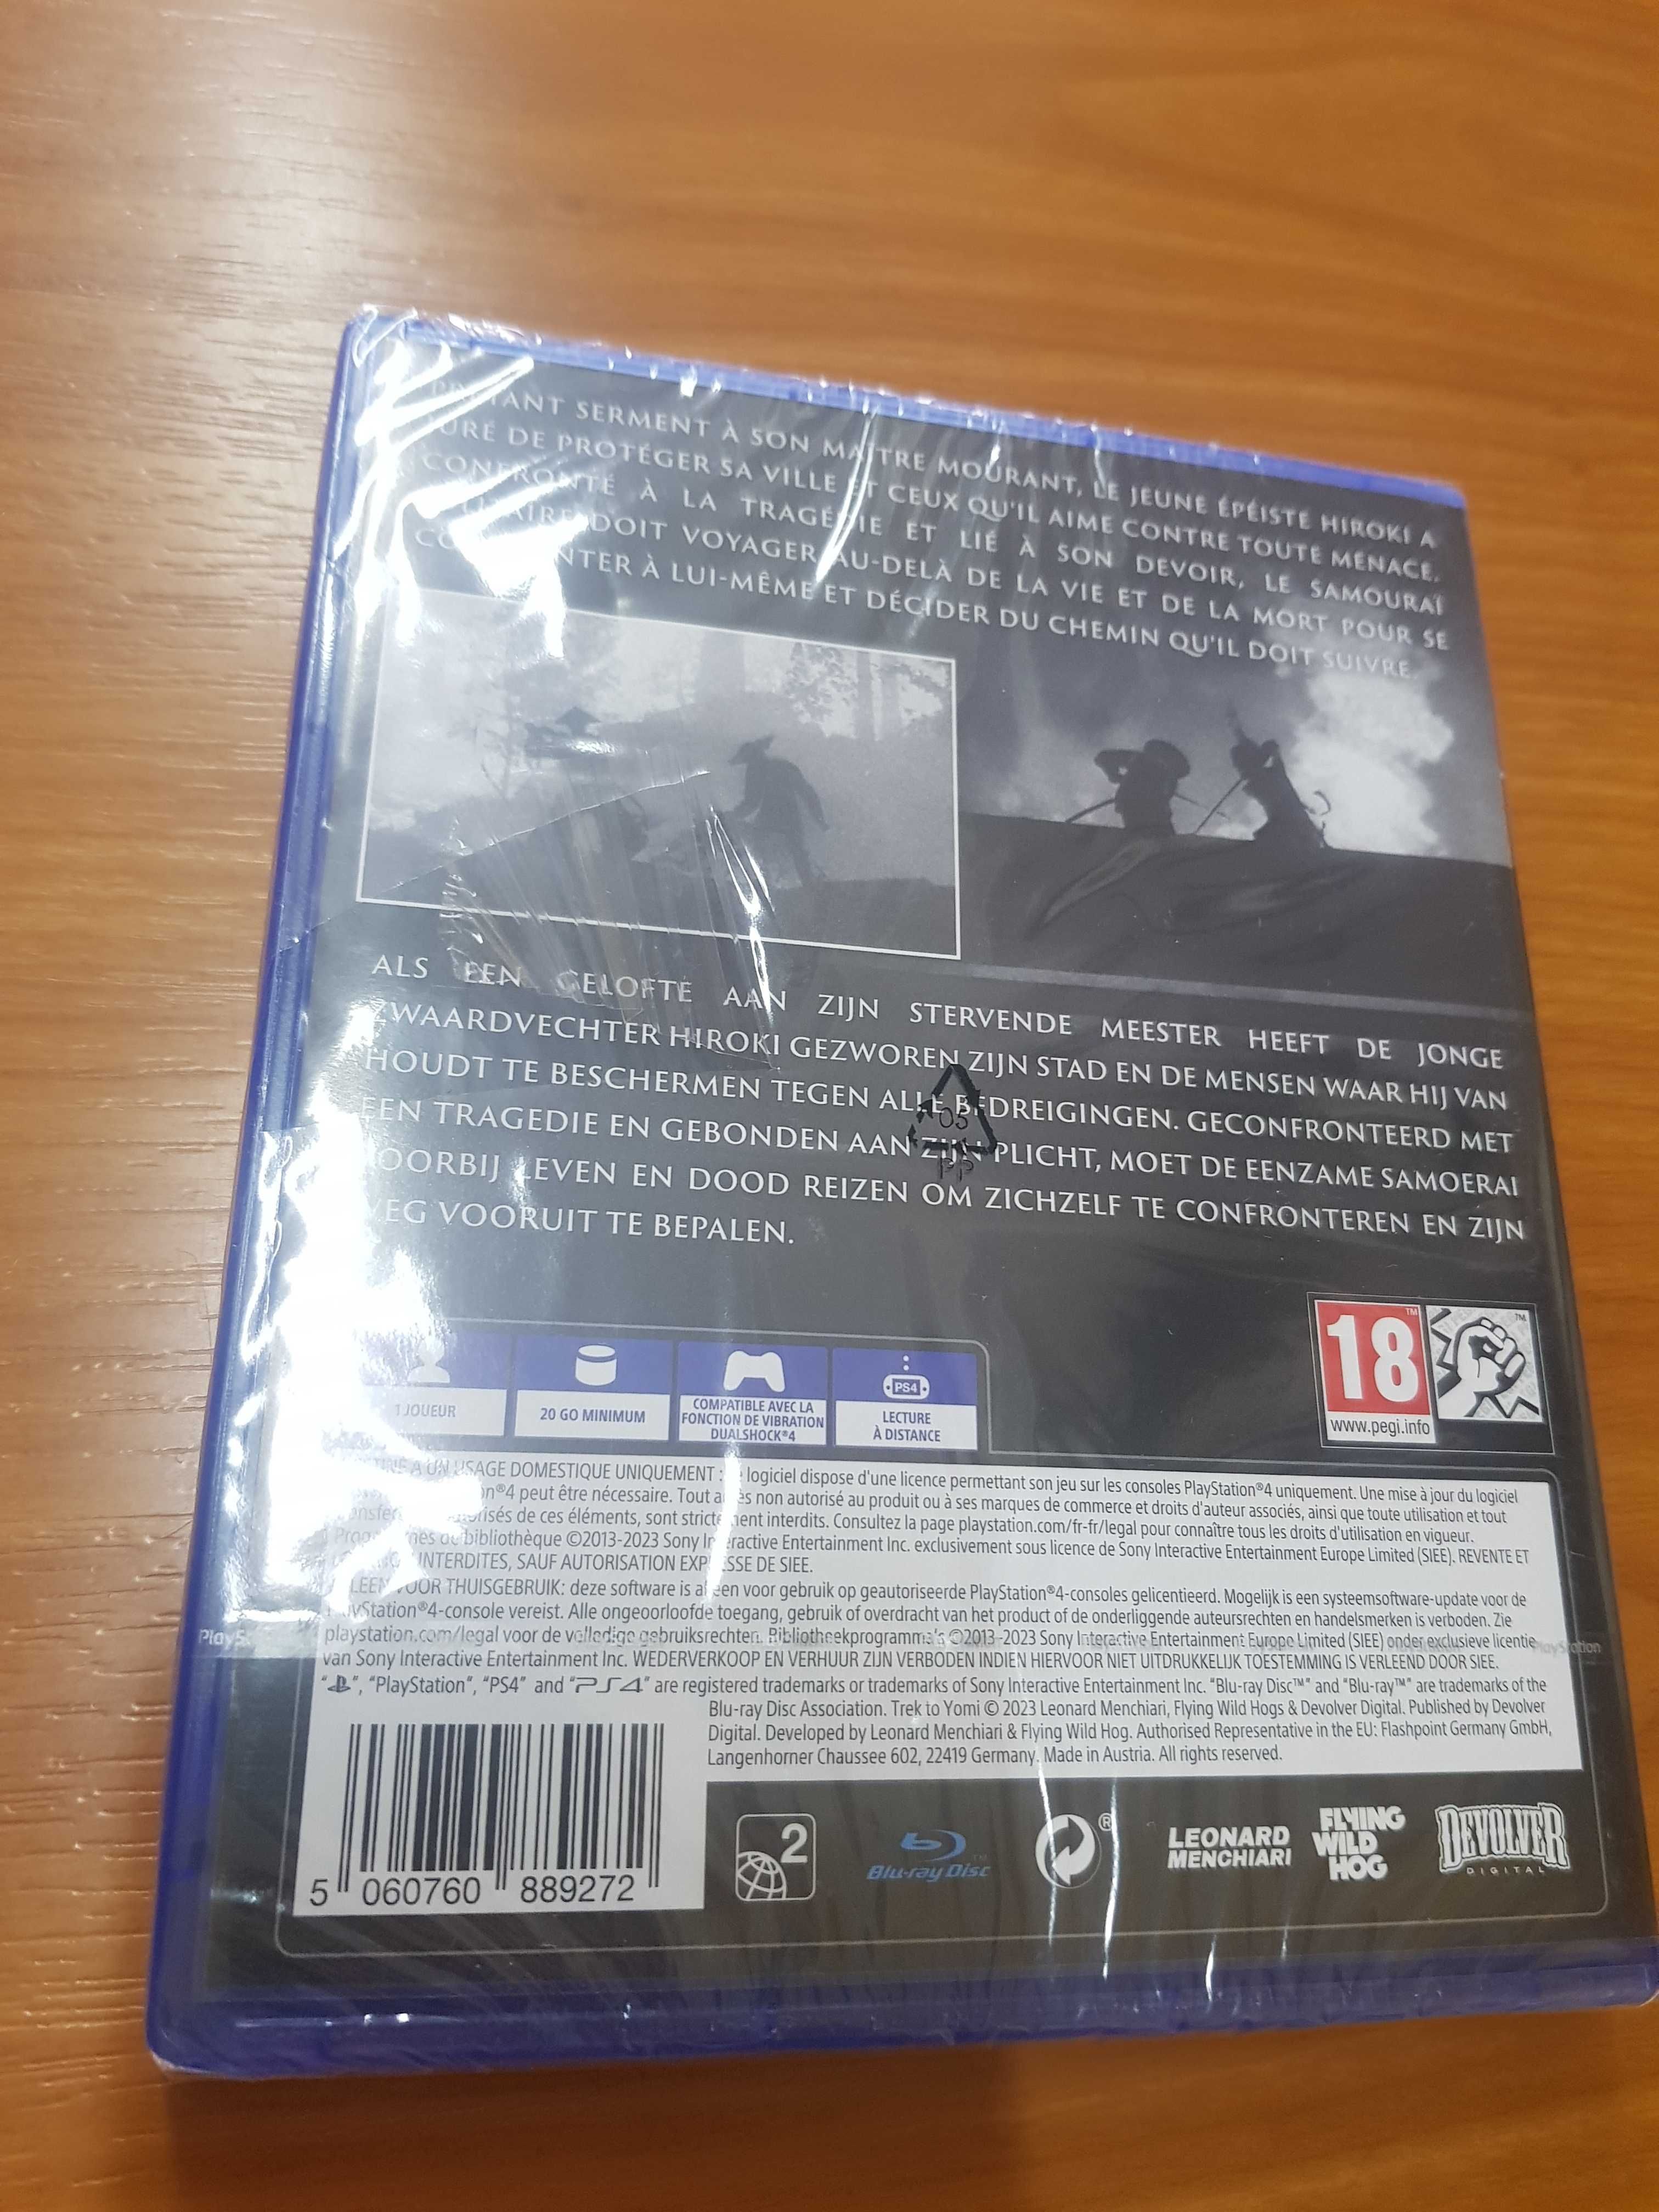 TANT SERMENT À SON MAÎTRE MOURANT, LE JEUNE ÉPÉISTE HIROKI A
JURÉ DE PROTÉGER SA VILLE ET CEUX QU'IL AIME CONTRE TOUTE MENACE.
CONFRONTÉ À LA TRAGÉDIE ET LIÉ À SON DEVOIR, LE SAMOURAÏ
DOIT VOYAGER AU-DELÀ DE LA VIE ET DE LA MORT POUR SE
À LUI-MÊME ET DÉCIDER DU CHEMIN QU'IL DOIT SUIVRE.
ALS EEN GELOFTE AAN ZIJN STERVENDE MEESTER HEEFT DE JONGE
ZWAARDVECHTER HIROKI GEZWOREN ZIJN STAD EN DE MENSEN WAAR HIJ VAN
HOUDT TE BESCHERMEN TEGEN ALLE BEDREIGINGEN. GECONFRONTEERD MET
EEN TRAGEDIE EN GEBONDEN AAN ZIJN PLICHT, MOET DE EENZAME SAMOERAI
VOORBIJ LEVEN EN DOOD REIZEN OM ZICHZELF TE CONFRONTEREN EN ZIJN
WEG VOORUIT TE BEPALEN.
05
PP
18
www.pegi.info
1 JOUEUR
20 GO MINIMUM
COMPATIBLE AVEC LA
FONCTION DE VIBRATION
DUALSHOCK®4
PS4
LECTURE
À DISTANCE
À UN USAGE DOMESTIQUE UNIQUEMENT : logiciel dispose d'une licence permettant son jeu sur les consoles PlayStation®4 uniquement. Une mise à jour du logiciel
peut être nécessaire. Tout accès non autorisé au produit ou à ses marques de commerce et droits d'auteur associés, ainsi que toute utilisation et tout
de ces éléments, sont strictement interdits. Consultez la page playstation.com/fr-fr/legal pour connaître tous les droits d'utilisation en vigueur.
Programmes de bibliothèque ©2013-2023 Sony Interactive Entertainment Inc. exclusivement sous licence de Sony Interactive Entertainment Europe Limited (SIEE). REVENTE ET
INTERDITES, SAUF AUTORISATION EXPRESSE DE SIEE.
ALLEEN VOOR THUISGEBRUIK: deze software is alleen voor gebruik op geautoriseerde PlayStation®4-consoles gelicentieerd. Mogelijk is een systeemsoftware-update voor de
PlayStation®4-console vereist. Alle ongeoorloofde toegang, gebruik of overdracht van het product of de onderliggende auteursrechten en handelsmerken is verboden. Zie
playstation.com/legal voor de volledige gebruiksrechten. Bibliotheekprogramma's ©2013-2023 Sony Interactive Entertainment Europe Limited (SIEE) onder exclusieve licentie
van Sony Interactive Entertainment Inc. WEDERVERKOOP EN VERHUUR ZIJN VERBODEN INDIEN HIERVOOR NIET UITDRUKKELIJK TOESTEMMING IS VERLEEND DOOR SIEE.
PlayStation
"PlayStation", "PS4" and "PS4" are registered trademarks or trademarks of Sony Interactive Entertainment Inc. "Blu-ray Disc™" and "Blu-ray™" are trademarks of the
Blu-ray Disc Association. Trek to Yomi © 2023 Leonard Menchiari, Flying Wild Hogs & Devolver Digital. Published by Devolver
Digital. Developed by Leonard Menchiari & Flying Wild Hog. Authorised Representative in the EU: Flashpoint Germany GmbH,
Langenhorner Chaussee 602, 22419 Germany. Made in Austria. All rights reserved.
5 060760 889272
2
Blu-ray Disc™
®
LEONARD
MENCHIARI
FLYING
WILD
HOG
DEVOLVER
DIGITAL